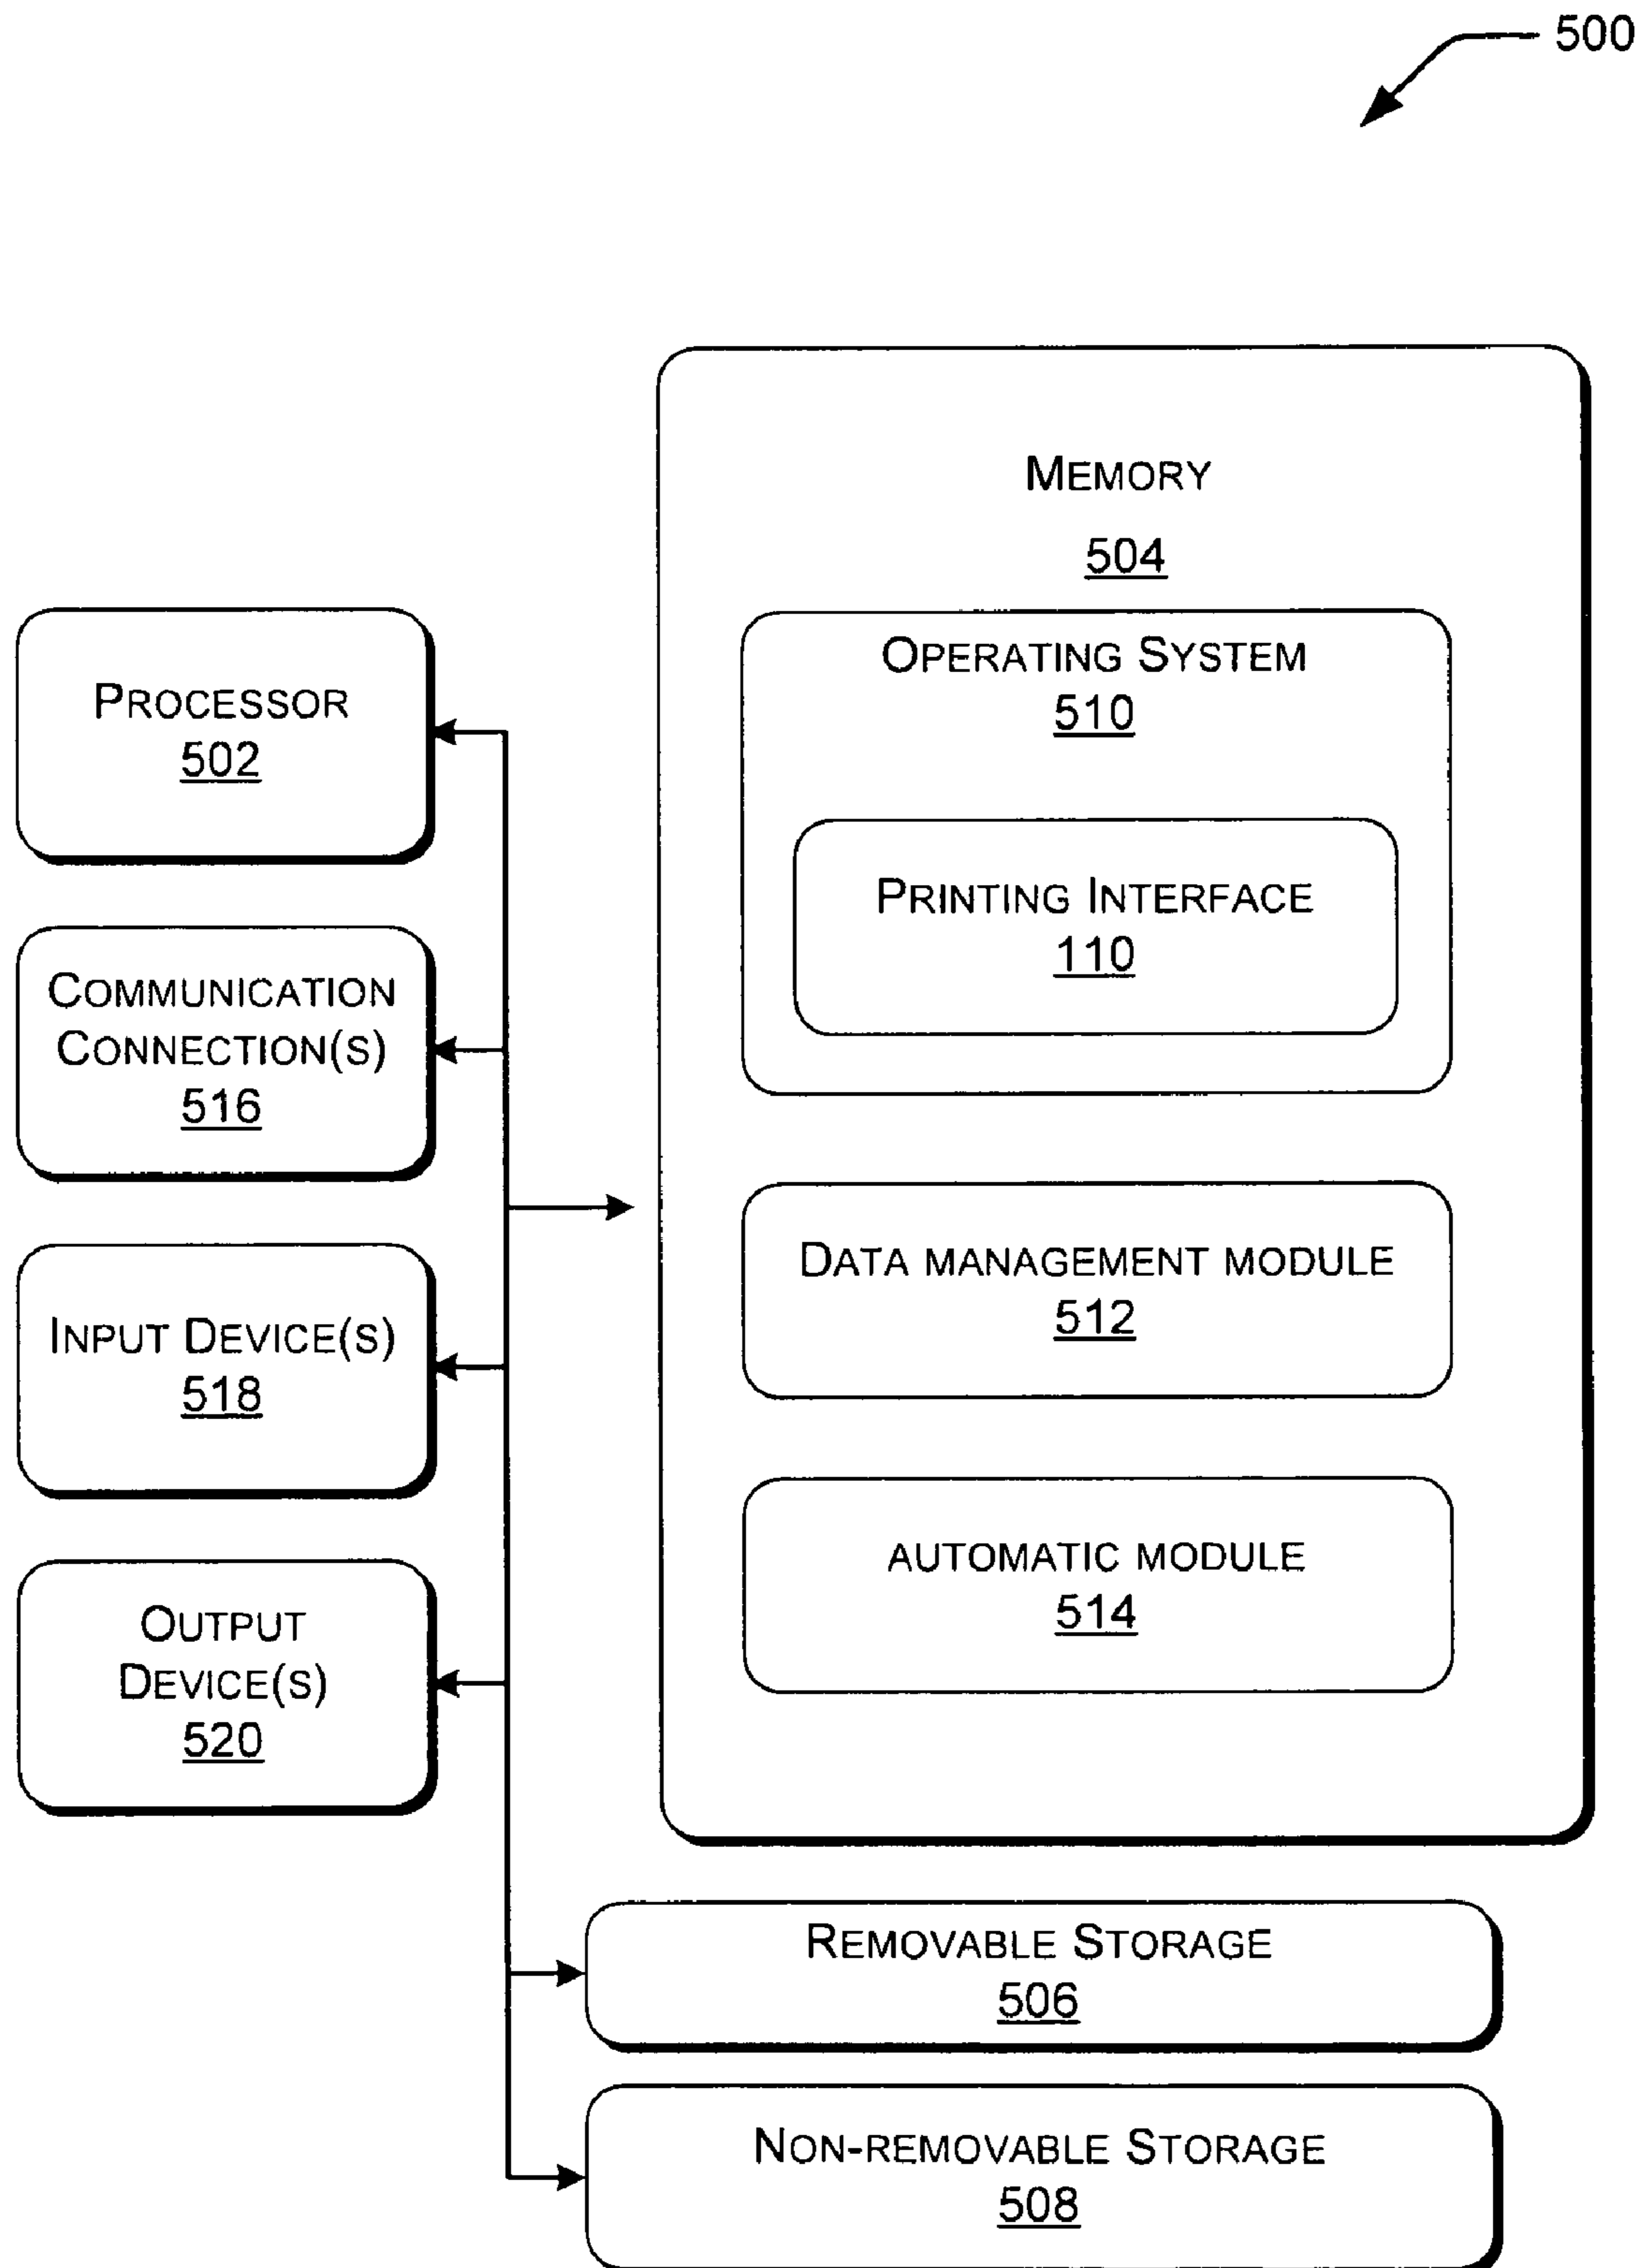 500
MEMORY
504
OPERATING SYSTEM
510
PRINTING INTERFACE
110
DATA MANAGEMENT MODULE
512
AUTOMATIC MODULE
514
PROCESSOR
502
COMMUNICATION
CONNECTION(S)
516
INPUT DEVICE(S)
518
OUTPUT
DEVICE(S)
520
REMOVABLE STORAGE
506
NON-REMOVABLE STORAGE
508